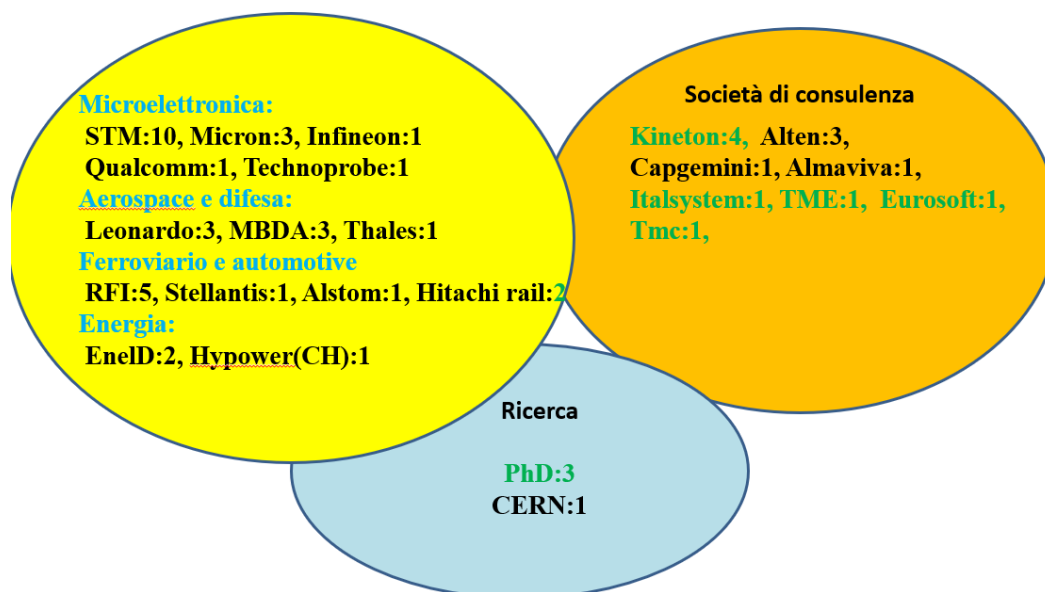 Microelettronica:
STM:10, Micron:3, Infineon:1
Qualcomm:1, Technoprobe:1
Aerospace e difesa:
Leonardo:3, MBDA:3, Thales:1
Ferroviario e automotive
RFI:5, Stellantis:1, Alstom:1, Hitachi rail:2
Energia:
EnelD:2, Hypower(CH):1
Società di consulenza
Kineton:4, Alten:3,
Capgemini:1, Almaviva:1,
Italsystem:1, TME:1, Eurosoft:1,
Tmc:1,
Ricerca
PhD:3
CERN:1